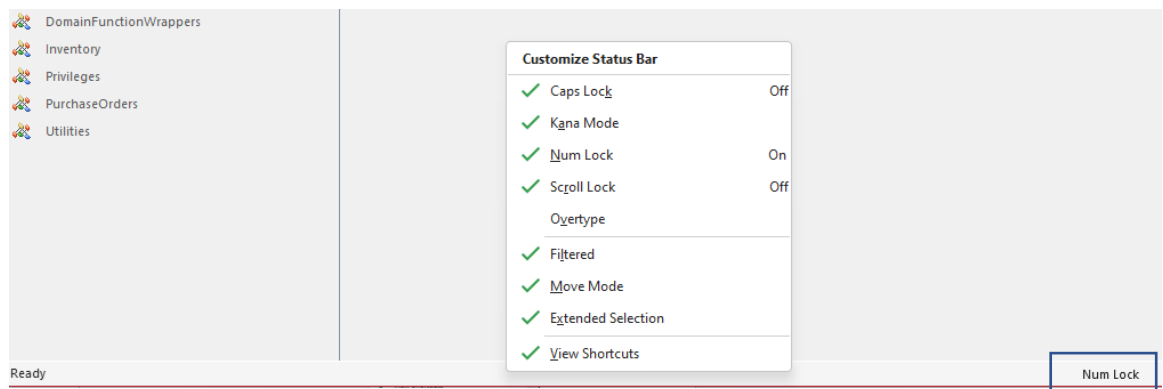 DomainFunctionWrappers
Inventory
Privileges
PurchaseOrders
Utilities
Customize Status Bar
Caps Lock Off
Kana Mode
Num Lock On
Scroll Lock Off
Overtype
Filtered
Move Mode
Extended Selection
View Shortcuts
Ready Num Lock